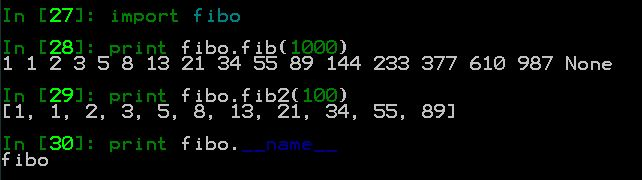 In [27]: import fibo
In [28]: print fibo.fib(1000)
1 1 2 3 5 8 13 21 34 55 89 144 233 377 610 987 None
In [29]: print fibo.fib2(100)
[1, 1, 2, 3, 5, 8, 13, 21, 34, 55, 89]
In [30]: print fibo.__name__
fibo